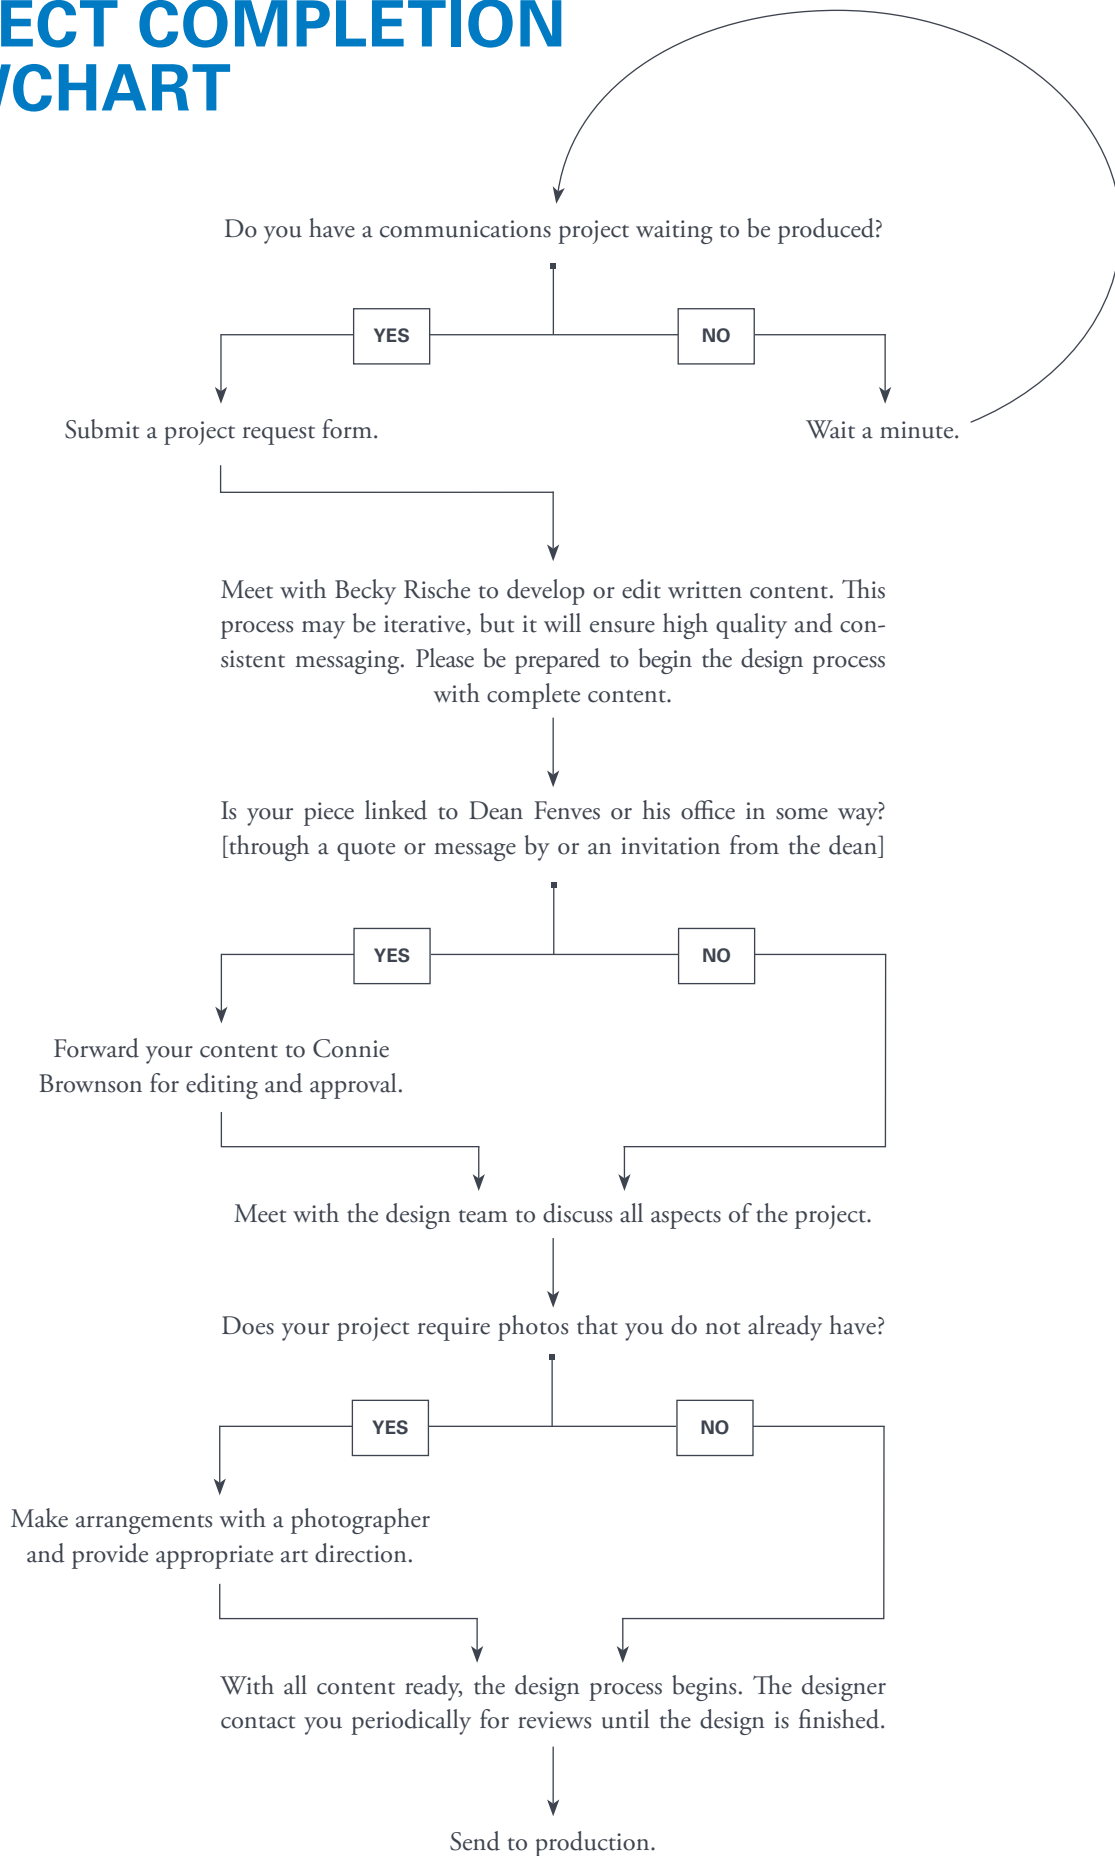 ECT COMPLETION
CHART
Do you have a communications project waiting to be produced?
YES
NO
Submit a project request form.
Wait a minute.
Meet with Becky Rische to develop or edit written content. This
process may be iterative, but it will ensure high quality and con-
sistent messaging. Please be prepared to begin the design process
with complete content.
Is your piece linked to Dean Fenves or his office in some way?
[through a quote or message by or an invitation from the dean]
YES
NO
Forward your content to Connie
Brownson for editing and approval.
Meet with the design team to discuss all aspects of the project.
Does your project require photos that you do not already have?
YES
NO
Make arrangements with a photographer
and provide appropriate art direction.
With all content ready, the design process begins. The designer
contact you periodically for reviews until the design is finished.
Send to production.